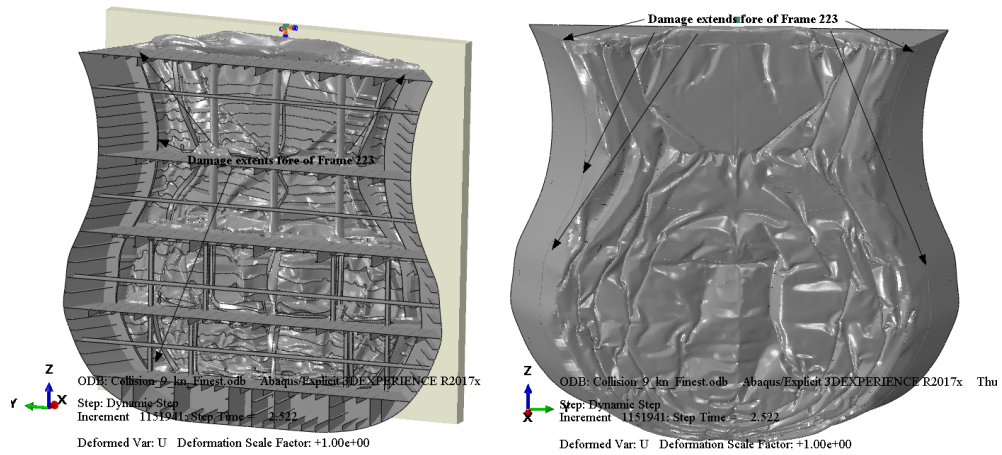 Damage extends fore of Frame 223
Damage extents fore of Frame 223
Z
Y
X
ODB: Collision_9_kn_Finest.odb Abaqus/Explicit 3DEXPERIENCE R2017x
Step: Dynamic Step
Increment 1151941: Step Time = 2.522
Deformed Var: U Deformation Scale Factor: +1.00e+00
Z
X
ODB: Collision_9_kn_Finest.odb Abaqus/Explicit 3DEXPERIENCE R2017x Thu
Step: Dynamic Step
Increment 1151941: Step Time = 2.522
Deformed Var: U Deformation Scale Factor: +1.00e+00